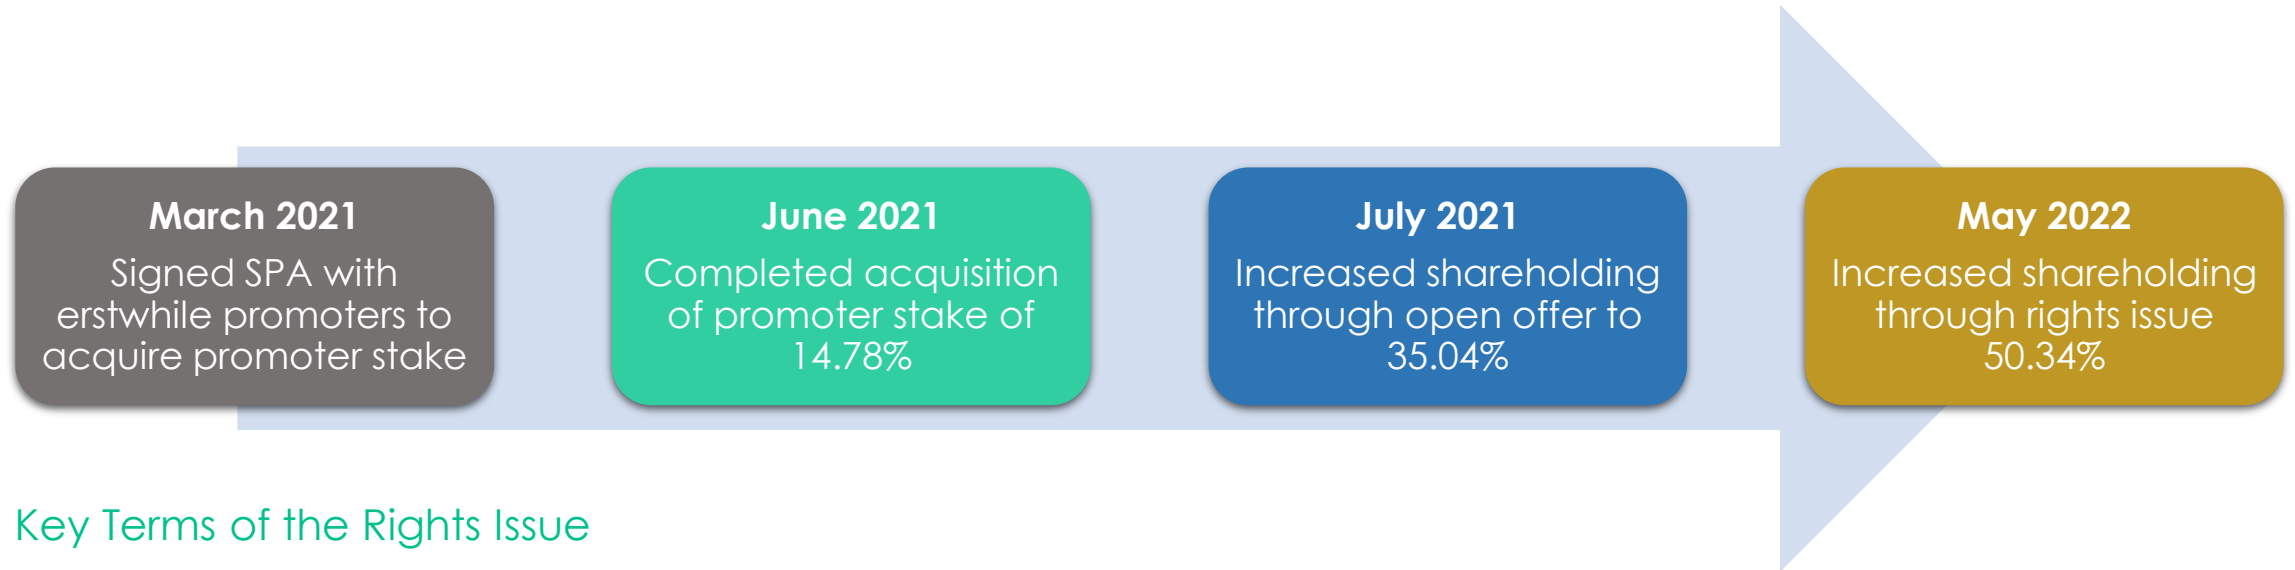 March 2021
Signed SPA with
erstwhile promoters to
acquire promoter stake
June 2021
Completed acquisition
of promoter stake of
14.78%
July 2021
Increased shareholding
through open offer to
35.04%
May 2022
Increased shareholding
through rights issue
50.34%
Key Terms of the Rights Issue